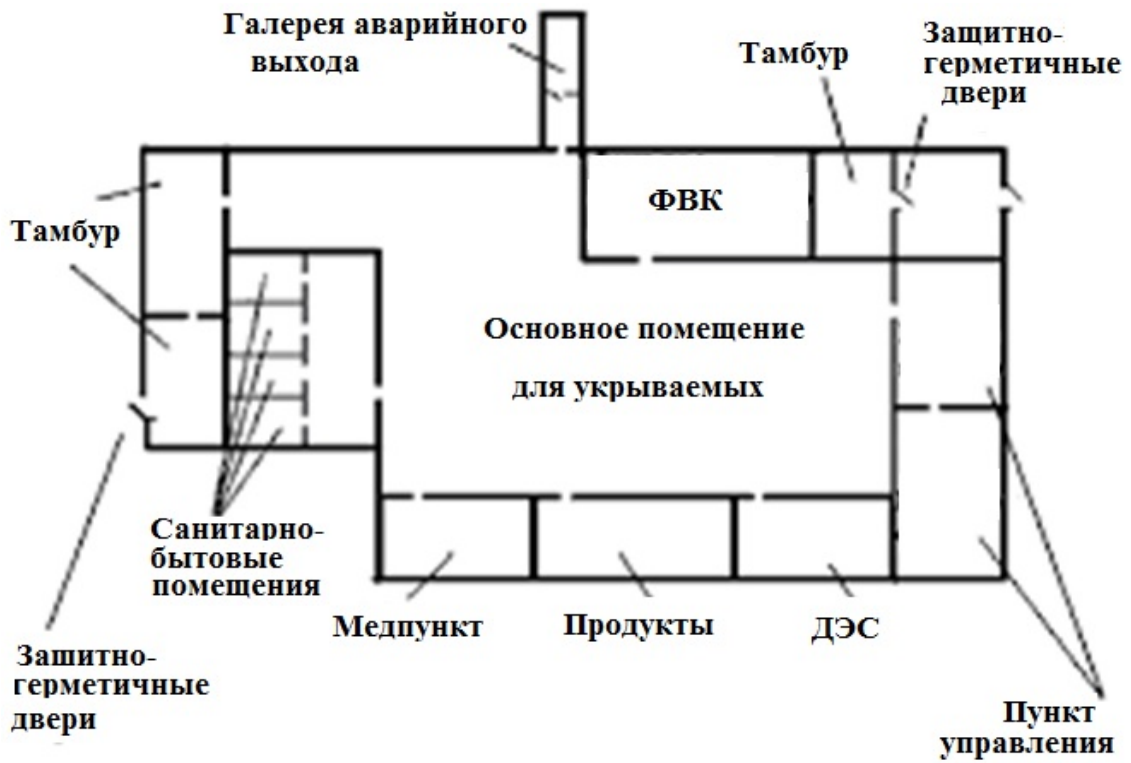 Галерея аварийного
выхода
Тамбур
Защитно-
герметичные
двери
ФВК
Тамбур
Основное помещение
для укрываемых
Санитарно-
бытовые
помещения
Медпункт
Продукты
ДЭС
Зашитно-
герметичные
двери
Пункт
управления